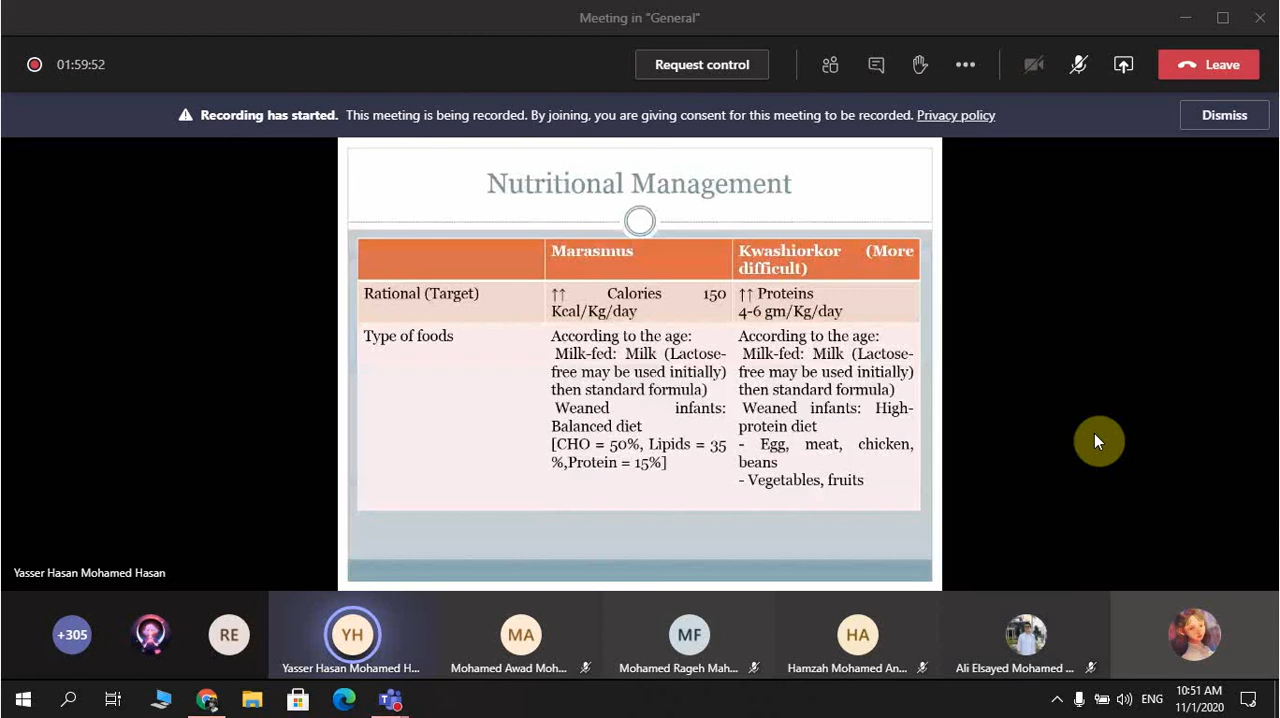 Meeting in "General"
01:59:52
Request control
Leave
Recording has started. This meeting is being recorded. By joining, you are giving consent for this meeting to be recorded. Privacy policy
Dismiss
Nutritional Management
Marasmus
Kwashiorkor (More
difficult)
Rational (Target)
↑↑ Calories 150
Kcal/Kg/day
↑↑ Proteins
4-6 gm/Kg/day
Type of foods
According to the age:
Milk-fed: Milk (Lactose-
free may be used initially)
then standard formula)
Weaned infants:
Balanced diet
[CHO = 50%, Lipids = 35
%,Protein = 15%]
According to the age:
Milk-fed: Milk (Lactose-
free may be used initially)
then standard formula)
Weaned infants: High-
protein diet
- Egg, meat, chicken,
beans
- Vegetables, fruits
Yasser Hasan Mohamed Hasan
+305
RE
YH
MA
MF
HA
Yasser Hasan Mohamed H...
Mohamed Awad Moh...
Mohamed Rageh Mah...
Hamzah Mohamed An...
Ali Elsayed Mohamed ...
ENG
10:51 AM
11/1/2020